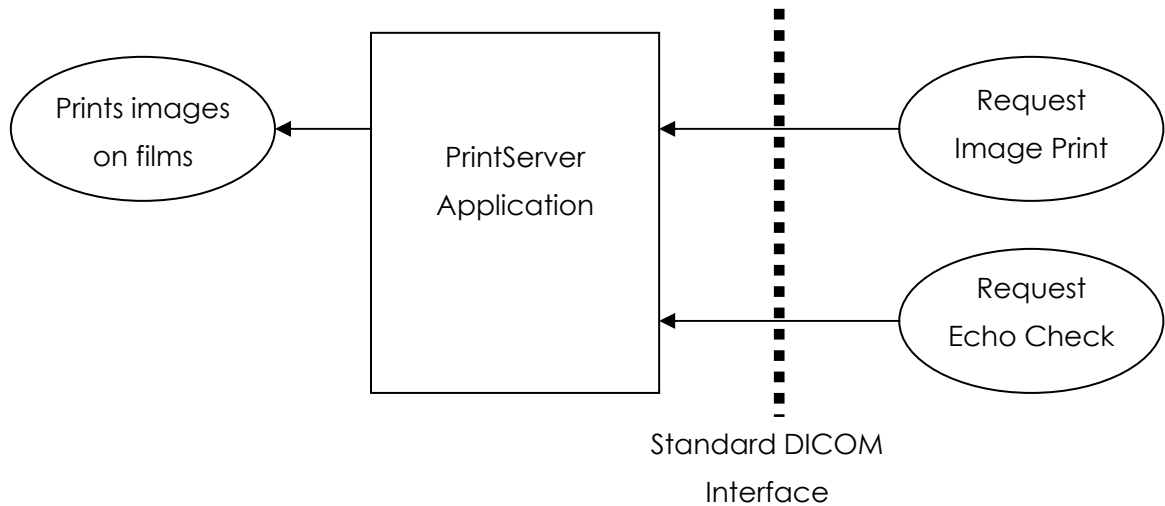 Prints images
on films
PrintServer
Application
Request
Image Print
Request
Echo Check
Standard DICOM
Interface